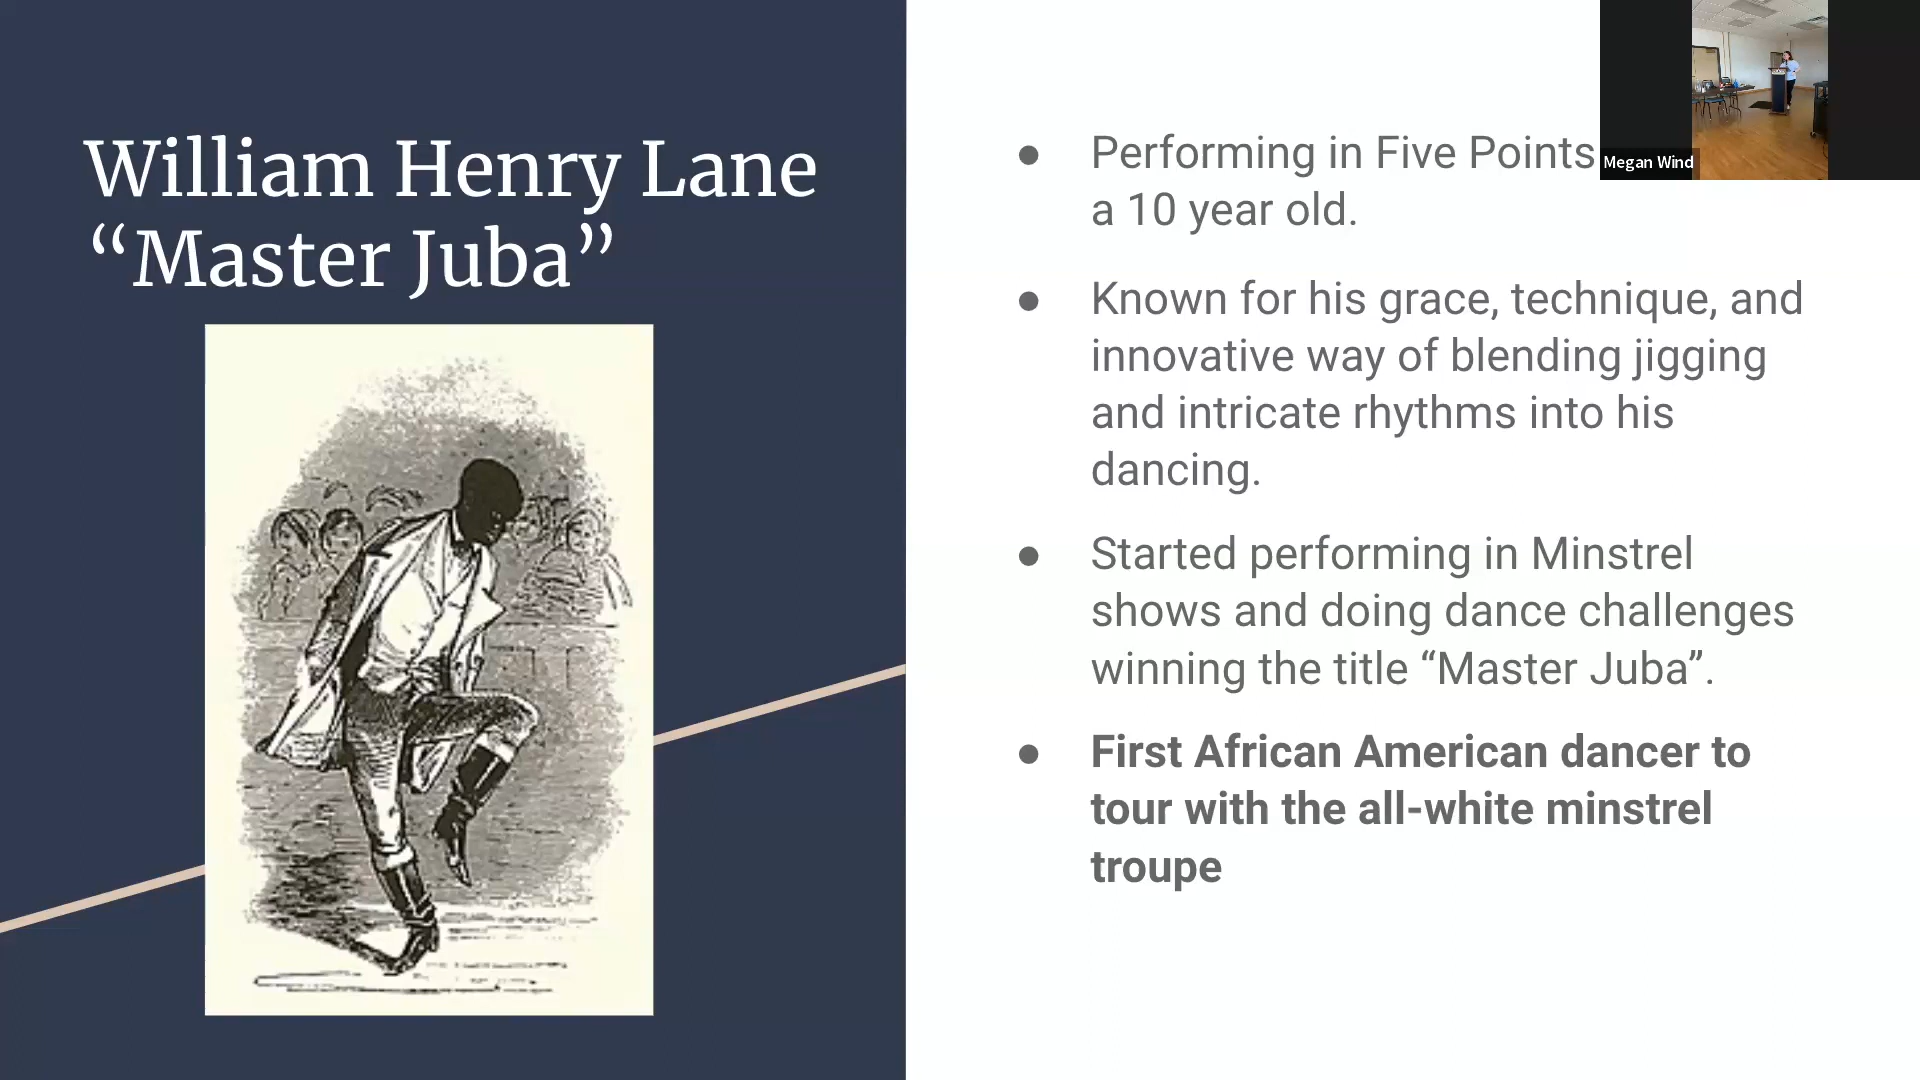 William Henry Lane
“Master Juba”
● Performing in Five Points
a 10 year old.
● Known for his grace, technique, and
innovative way of blending jigging
and intricate rhythms into his
dancing.
● Started performing in Minstrel
shows and doing dance challenges
winning the title “Master Juba”.
● First African American dancer to
tour with the all-white minstrel
troupe
Megan Wind